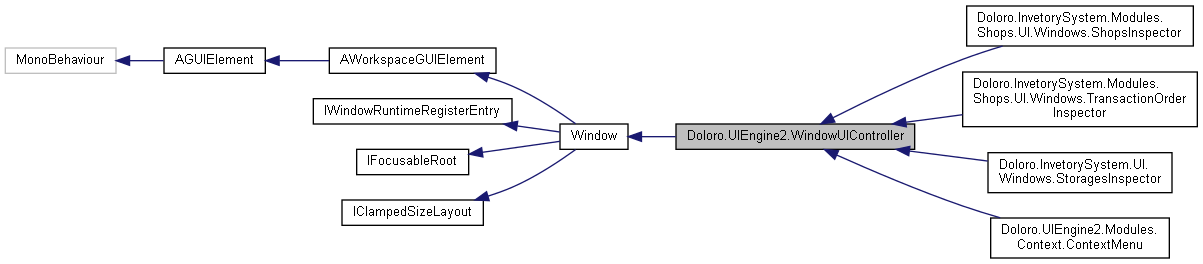 MonoBehaviour
AGUIElement
AWorkspaceGUIElement
IWindowRuntimeRegisterEntry
IFocusableRoot
IClampedSizeLayout
Window
Doloro.UIEngine2.WindowUIController
Doloro.InvetorySystem.Modules.
Shops.UI.Windows.ShopsInspector
Doloro.InvetorySystem.Modules.
Shops.UI.Windows.TransactionOrder
Inspector
Doloro.InvetorySystem.UI.
Windows.StoragesInspector
Doloro.UIEngine2.Modules.
Context.ContextMenu